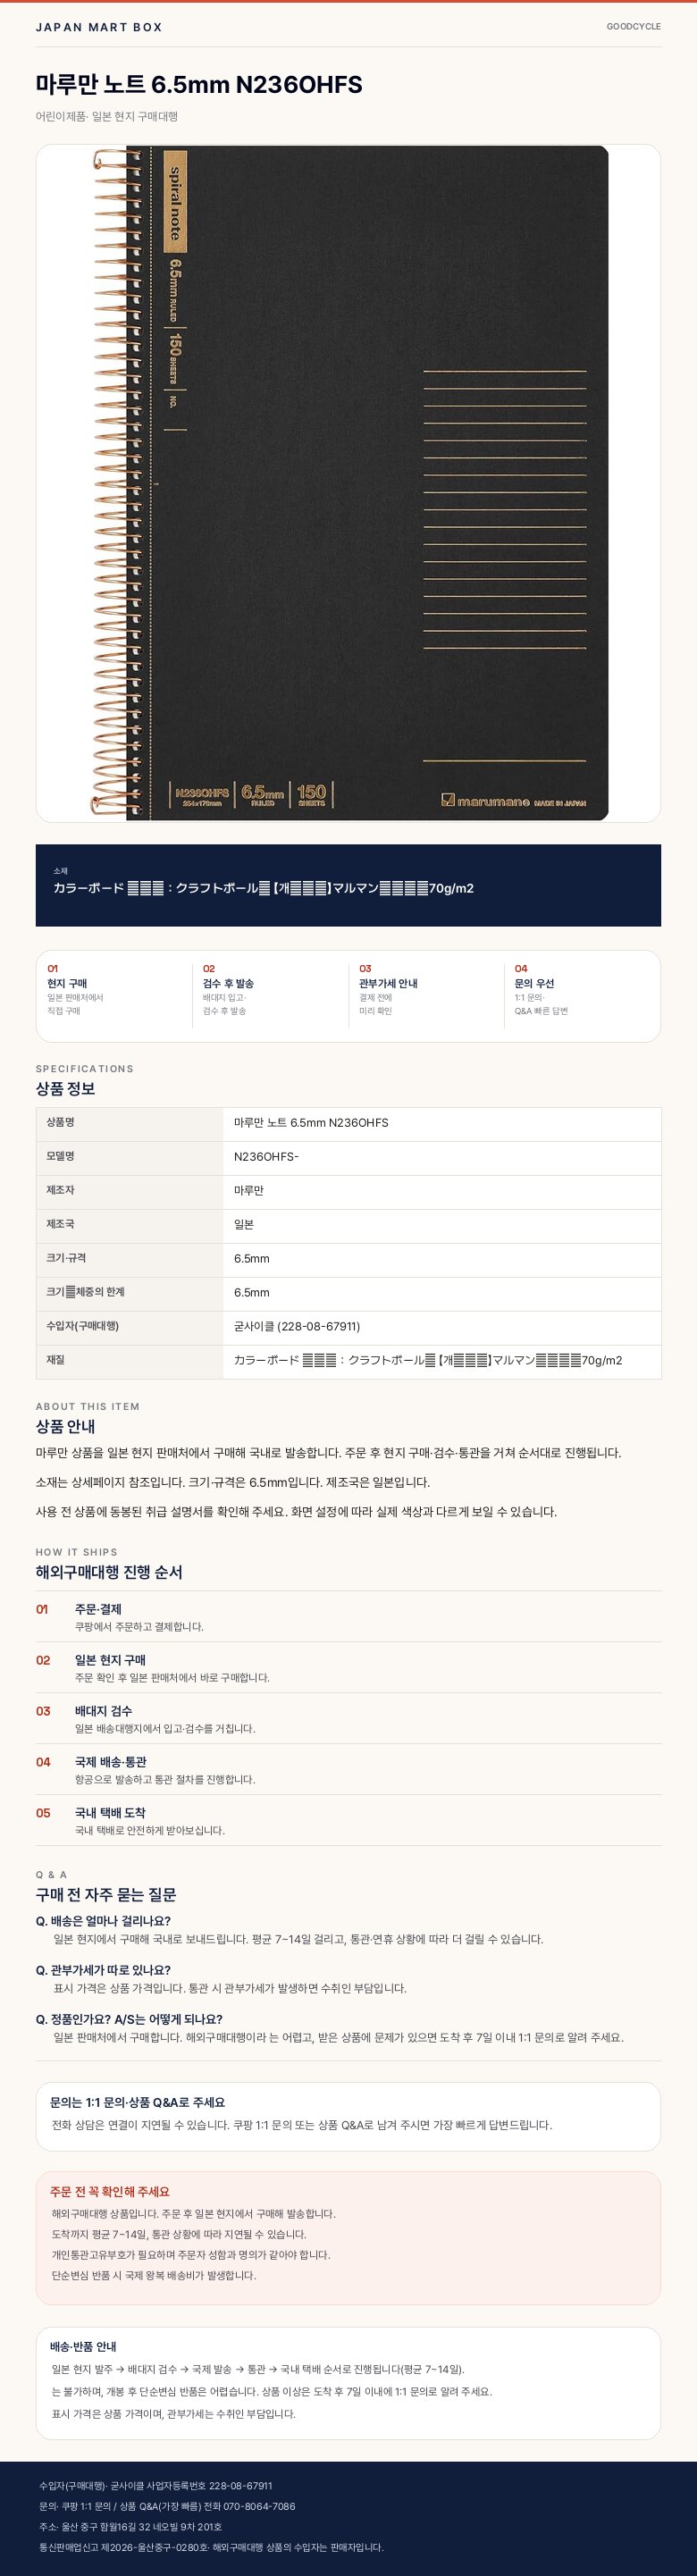 JAPAN MART BOX
GOODCYCLE
마루만 노트 6.5mm N236OHFS
어린이제품· 일본 현지 구매대행
spiral note
6.5mm RULED
150 SHEETS
NO.
N236OHFS
254x179mm
6.5mm
RULED
150
SHEETS
marumano MADE IN JAPAN
소재
カラーボード ：クラフトボール【개】マルマン70g/m2
01
현지 구매
일본 판매처에서
직접 구매
02
검수 후 발송
배대지 입고·
검수 후 발송
03
관부가세 안내
결제 전에
미리 확인
04
문의 우선
1:1 문의·
Q&A 빠른 답변
SPECIFICATIONS
상품 정보
상품명 마루만 노트 6.5mm N236OHFS
모델명 N236OHFS-
제조자 마루만
제조국 일본
크기·규격 6.5mm
크기체중의 한계 6.5mm
수입자(구매대행) 굳사이클 (228-08-67911)
재질 カラーボード ：クラフトボール【개】マルマン70g/m2
ABOUT THIS ITEM
상품 안내
마루만 상품을 일본 현지 판매처에서 구매해 국내로 발송합니다. 주문 후 현지 구매·검수·통관을 거쳐 순서대로 진행됩니다.
소재는 상세페이지 참조입니다. 크기·규격은 6.5mm입니다. 제조국은 일본입니다.
사용 전 상품에 동봉된 취급 설명서를 확인해 주세요. 화면 설정에 따라 실제 색상과 다르게 보일 수 있습니다.
HOW IT SHIPS
해외구매대행 진행 순서
01 주문·결제
쿠팡에서 주문하고 결제합니다.
02 일본 현지 구매
주문 확인 후 일본 판매처에서 바로 구매합니다.
03 배대지 검수
일본 배송대행지에서 입고·검수를 거칩니다.
04 국제 배송·통관
항공으로 발송하고 통관 절차를 진행합니다.
05 국내 택배 도착
국내 택배로 안전하게 받아보십니다.
Q & A
구매 전 자주 묻는 질문
Q. 배송은 얼마나 걸리나요?
일본 현지에서 구매해 국내로 보내드립니다. 평균 7~14일 걸리고, 통관·연휴 상황에 따라 더 걸릴 수 있습니다.
Q. 관부가세가 따로 있나요?
표시 가격은 상품 가격입니다. 통관 시 관부가세가 발생하면 수취인 부담입니다.
Q. 정품인가요? A/S는 어떻게 되나요?
일본 판매처에서 구매합니다. 해외구매대행이라 는 어렵고, 받은 상품에 문제가 있으면 도착 후 7일 이내 1:1 문의로 알려 주세요.
문의는 1:1 문의·상품 Q&A로 주세요
전화 상담은 연결이 지연될 수 있습니다. 쿠팡 1:1 문의 또는 상품 Q&A로 남겨 주시면 가장 빠르게 답변드립니다.
주문 전 꼭 확인해 주세요
해외구매대행 상품입니다. 주문 후 일본 현지에서 구매해 발송합니다.
도착까지 평균 7~14일, 통관 상황에 따라 지연될 수 있습니다.
개인통관고유부호가 필요하며 주문자 성함과 명의가 같아야 합니다.
단순변심 반품 시 국제 왕복 배송비가 발생합니다.
배송·반품 안내
일본 현지 발주 → 배대지 검수 → 국제 발송 → 통관 → 국내 택배 순서로 진행됩니다(평균 7~14일).
는 불가하며, 개봉 후 단순변심 반품은 어렵습니다. 상품 이상은 도착 후 7일 이내에 1:1 문의로 알려 주세요.
표시 가격은 상품 가격이며, 관부가세는 수취인 부담입니다.
수입자(구매대행)· 굳사이클 사업자등록번호 228-08-67911
문의· 쿠팡 1:1 문의 / 상품 Q&A(가장 빠름) 전화 070-8064-7086
주소· 울산 중구 함월16길 32 네오빌 9차 201호
통신판매업신고 제2026-울산중구-0280호· 해외구매대행 상품의 수입자는 판매자입니다.